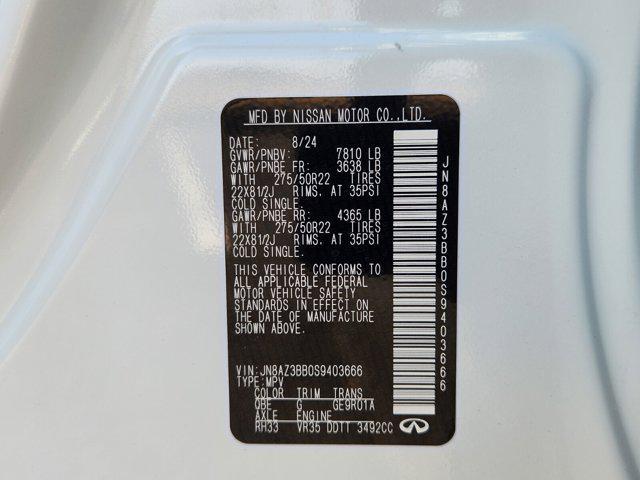 MFD BY NISSAN MOTOR CO.,LTD.
DATE: 8/24
GVWR/PNBV: 7810 LB
GAWR/PNBE FR: 3638 LB
WITH 275/50R22 TIRES
22X81/2J RIMS. AT 35PSI
COLD SINGLE.
GAWR/PNBE RR: 4365 LB
WITH 275/50R22 TIRES
22X81/2J RIMS. AT 35PSI
COLD SINGLE.
THIS VEHICLE CONFORMS TO
ALL APPLICABLE FEDERAL
MOTOR VEHICLE SAFETY
STANDARDS IN EFFECT ON
THE DATE OF MANUFACTURE
SHOWN ABOVE.
VIN:JN8AZ3BB0S9403666
TYPE:MPV
COLOR TRIM TRANS
QBE G GE9R01A
AXLE ENGINE
RH33 VR35 DDTT 3492CC
JN8AZ3BB0S9403666